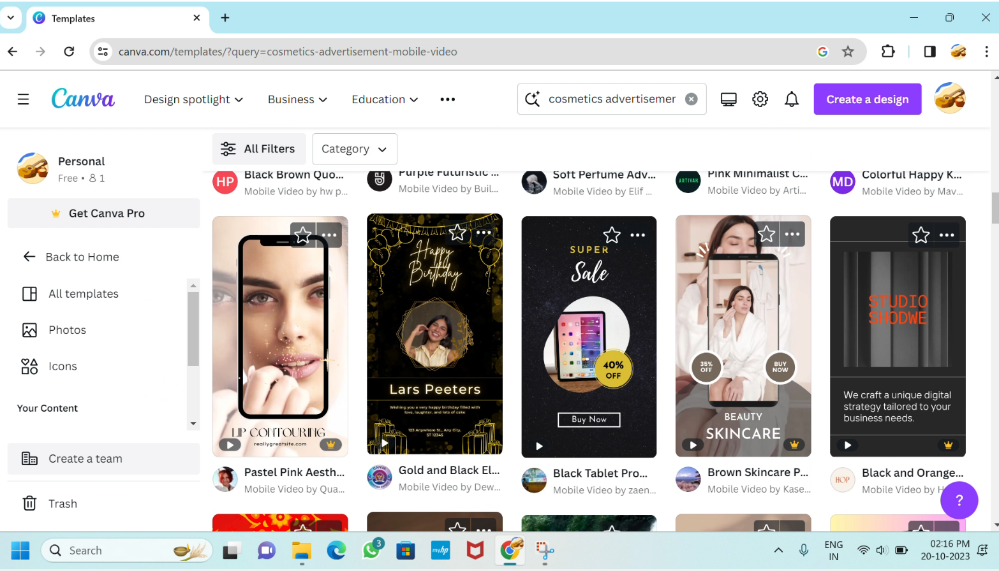 Templates
canva.com/templates/?query=cosmetics-advertisement-mobile-video
Canva
Design spotlight
Business
Education
cosmetics advertisemer
Create a design
Personal
Free • 1
Get Canva Pro
Back to Home
All templates
Photos
Icons
Your Content
Create a team
Trash
All Filters
Category
HP
Black Brown Quo...
Mobile Video by hw p...
Purple Futuristic ...
Mobile Video by Buil...
Soft Perfume Adv...
Mobile Video by Elif ...
Pink Minimalist C...
Mobile Video by Arti...
MD
Colorful Happy K...
Mobile Video by Mav...
LIP CONTOURING
reallygreatsite.com
Pastel Pink Aesth...
Mobile Video by Qua...
Happy
Birthday
Lars Peeters
Wishing you a very happy birthday filled with
love, laughter, and lots of cake
123 Anywhere St., Any City,
ST 12345
Gold and Black El...
Mobile Video by Dew...
SUPER
Sale
40%
OFF
Buy Now
Black Tablet Pro...
Mobile Video by zaen...
25%
OFF
BUY
NOW
BEAUTY
SKINCARE
Brown Skincare P...
Mobile Video by Kase...
STUDIO
SHODWE
We craft a unique digital
strategy tailored to your
business needs.
HOP
Black and Orange...
Mobile Video by H
?
Search
3
ENG
IN
02:16 PM
20-10-2023